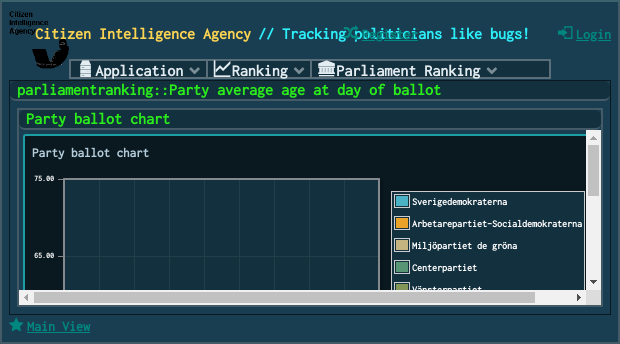 Citizen
Intelligence
Agency
Citizen Intelligence Agency // Tracking politicians like bugs!
Register
Login
Application
Ranking
Parliament Ranking
parliamentranking::Party average age at day of ballot
Party ballot chart
Party ballot chart
75.00
65.00
Sverigedemokraterna
Arbetarepartiet-Socialdemokraterna
Miljöpartiet de gröna
Centerpartiet
Vänsterpartiet
Main View